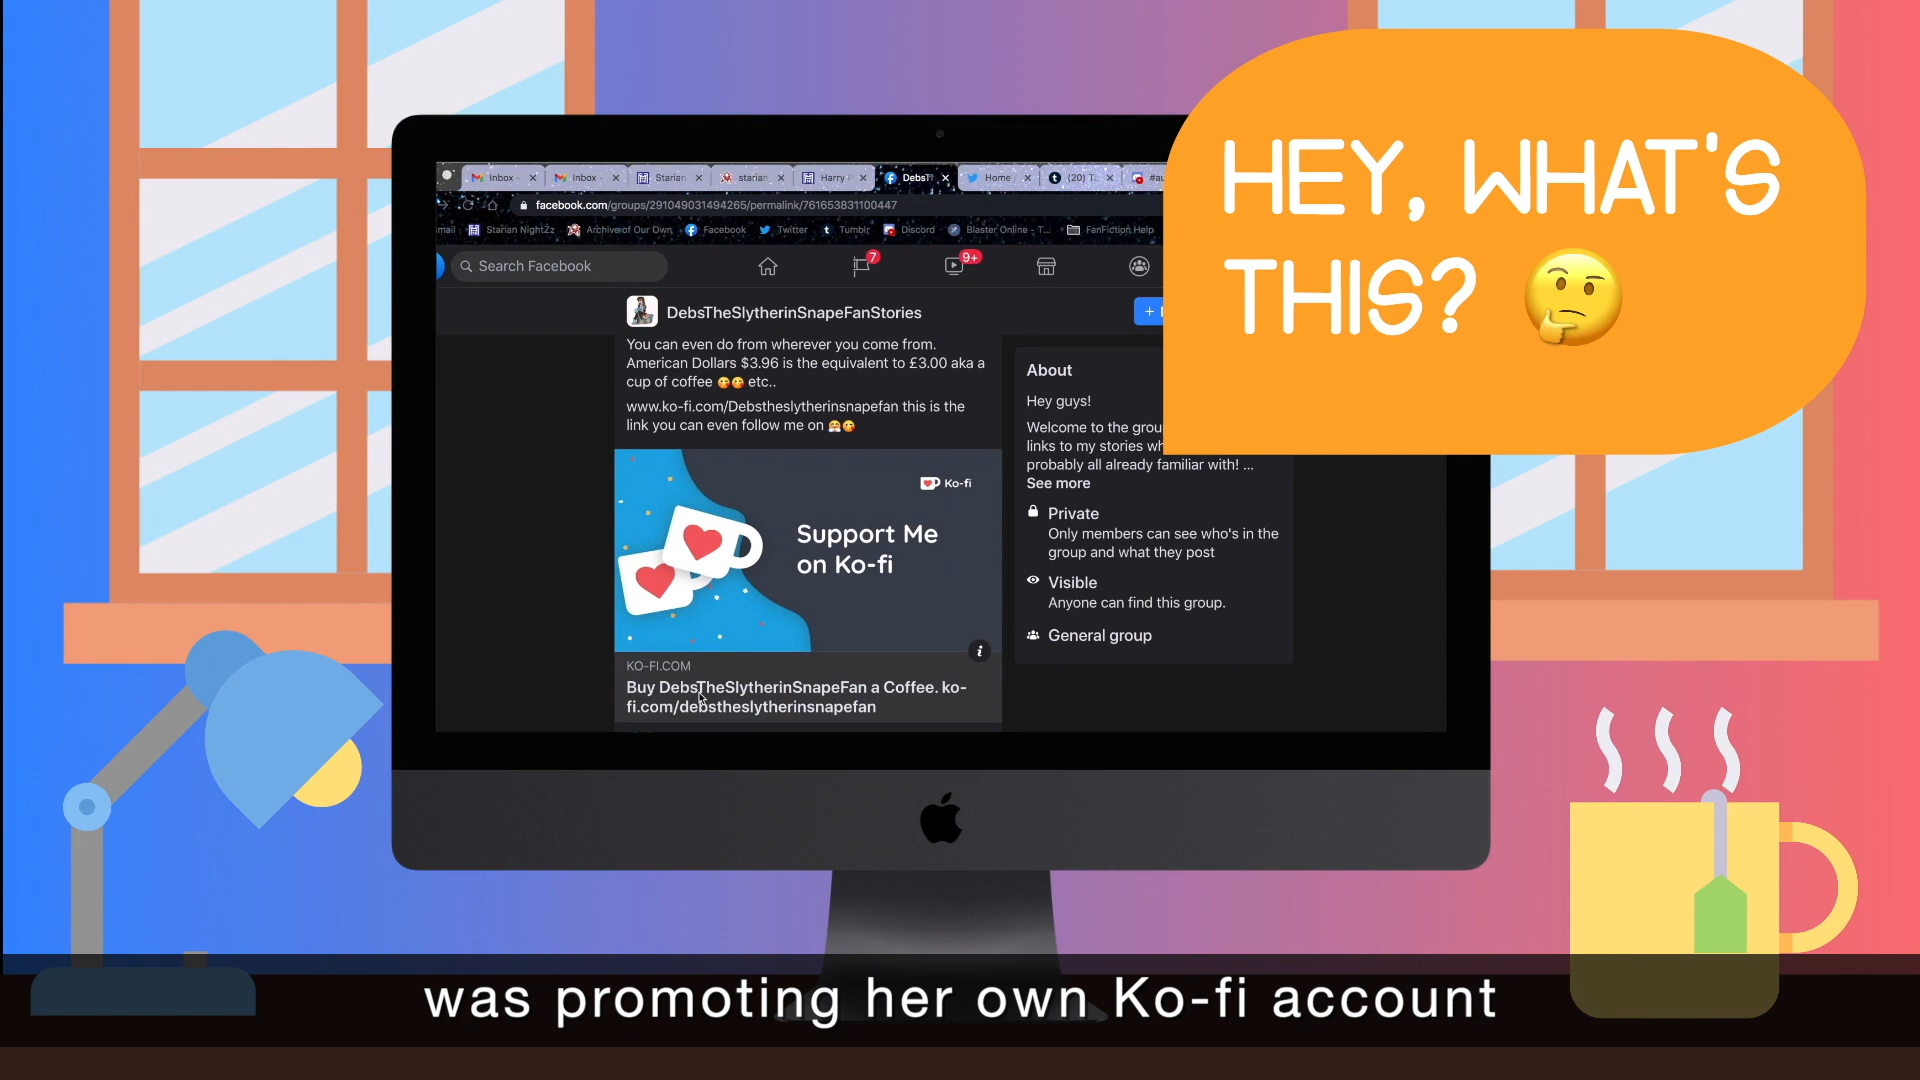 HEY, WHAT'S
THIS? 🤔
Inbox -
Inbox -
Starian
starian
Harry
DebsT
Home
(20) T
#au
facebook.com/groups/291049031494265/permalink/761653831100447
mail
Starian NightZz
Archive of Our Own
Facebook
Twitter
Tumblr
Discord
Blaster Online - T...
FanFiction Help
Search Facebook
7
9+
DebsTheSlytherinSnapeFanStories
+
You can even do from wherever you come from.
American Dollars $3.96 is the equivalent to £3.00 aka a
cup of coffee 😋😋 etc..
www.ko-fi.com/Debstheslytherinsnapefan this is the
link you can even follow me on 🤗😋
Ko-fi
Support Me
on Ko-fi
KO-FI.COM
Buy DebsTheSlytherinSnapeFan a Coffee. ko-
fi.com/debstheslytherinsnapefan
About
Hey guys!
Welcome to the grou
links to my stories wh
probably all already familiar with! ...
See more
Private
Only members can see who's in the
group and what they post
Visible
Anyone can find this group.
General group
was promoting her own Ko-fi account